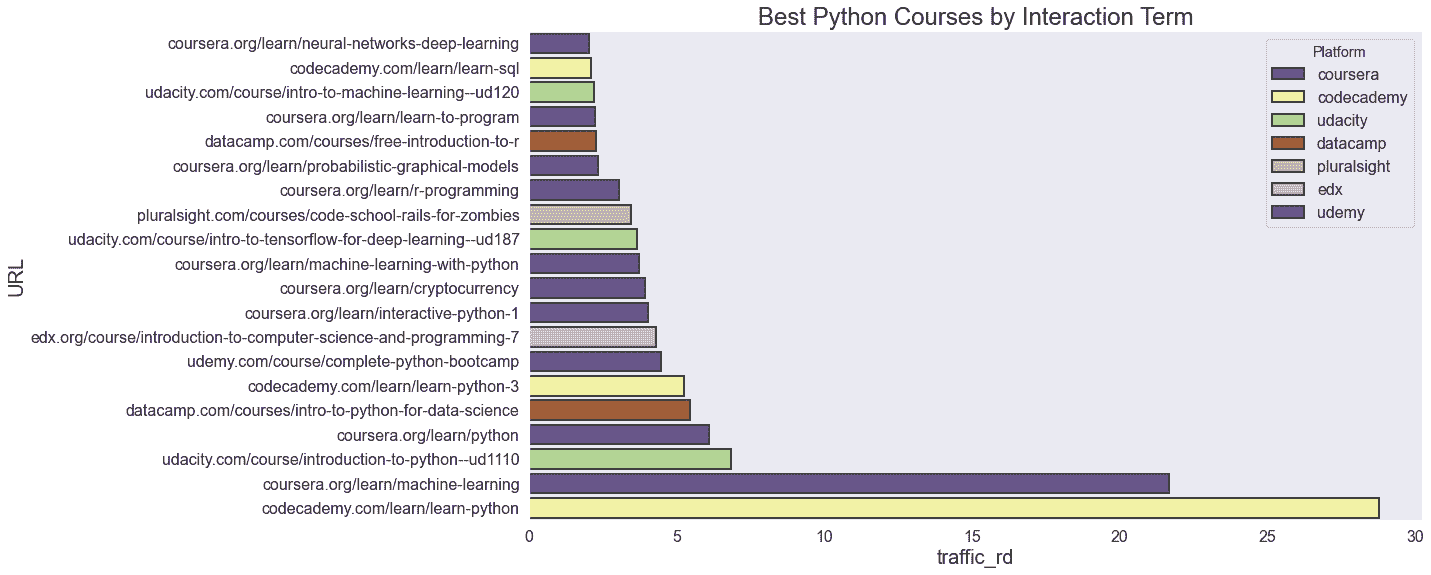 Best Python Courses by Interaction Term
coursera.org/learn/neural-networks-deep-learning
codecademy.com/learn/learn-sql
udacity.com/course/intro-to-machine-learning--ud120
coursera.org/learn/learn-to-program
datacamp.com/courses/free-introduction-to-r
coursera.org/learn/probabilistic-graphical-models
coursera.org/learn/r-programming
pluralsight.com/courses/code-school-rails-for-zombies
udacity.com/course/intro-to-tensorflow-for-deep-learning--ud187
coursera.org/learn/machine-learning-with-python
coursera.org/learn/cryptocurrency
coursera.org/learn/interactive-python-1
edx.org/course/introduction-to-computer-science-and-programming-7
udemy.com/course/complete-python-bootcamp
codecademy.com/learn/learn-python-3
datacamp.com/courses/intro-to-python-for-data-science
coursera.org/learn/python
udacity.com/course/introduction-to-python--ud1110
coursera.org/learn/machine-learning
codecademy.com/learn/learn-python
URL
0 5 10 15 20 25 30
traffic_rd
Platform
coursera
codecademy
udacity
datacamp
pluralsight
edx
udemy